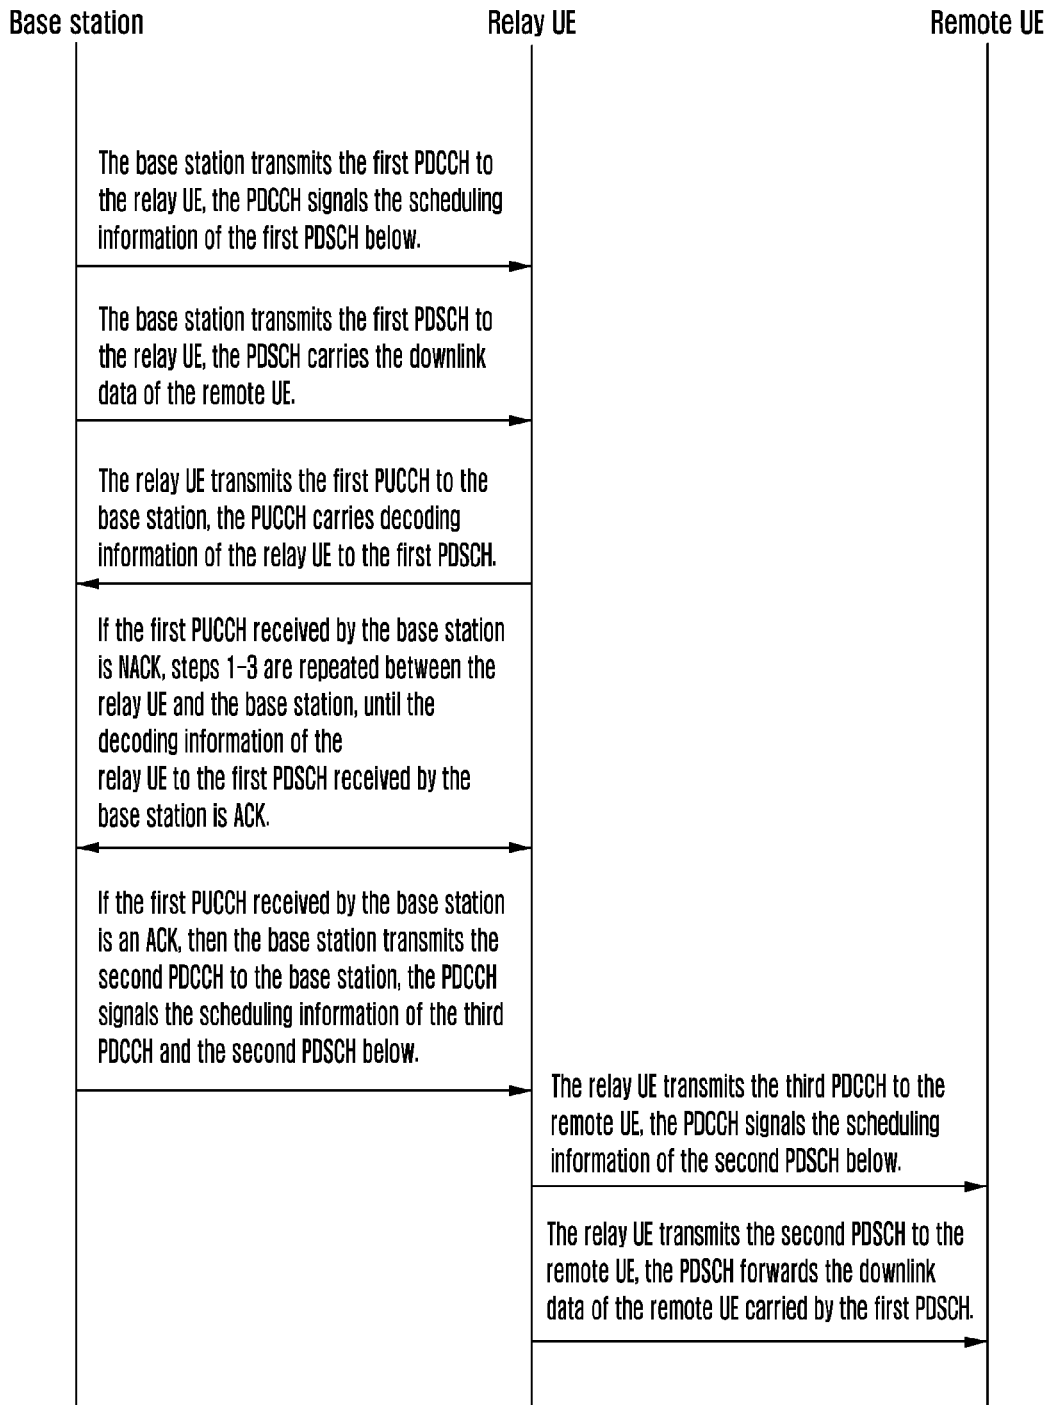 Base station
Relay UE
Remote UE
The base station transmits the first PDCCH to
the relay UE, the PDCCH signals the scheduling
information of the first PDSCH below.
The base station transmits the first PDSCH to
the relay UE, the PDSCH carries the downlink
data of the remote UE.
The relay UE transmits the first PUCCH to the
base station, the PUCCH carries decoding
information of the relay UE to the first PDSCH.
If the first PUCCH received by the base station
is NACK, steps 1-3 are repeated between the
relay UE and the base station, until the
decoding information of the
relay UE to the first PDSCH received by the
base station is ACK.
If the first PUCCH received by the base station
is an ACK, then the base station transmits the
second PDCCH to the base station, the PDCCH
signals the scheduling information of the third
PDCCH and the second PDSCH below.
The relay UE transmits the third PDCCH to the
remote UE, the PDCCH signals the scheduling
information of the second PDSCH below.
The relay UE transmits the second PDSCH to the
remote UE, the PDSCH forwards the downlink
data of the remote UE carried by the first PDSCH.